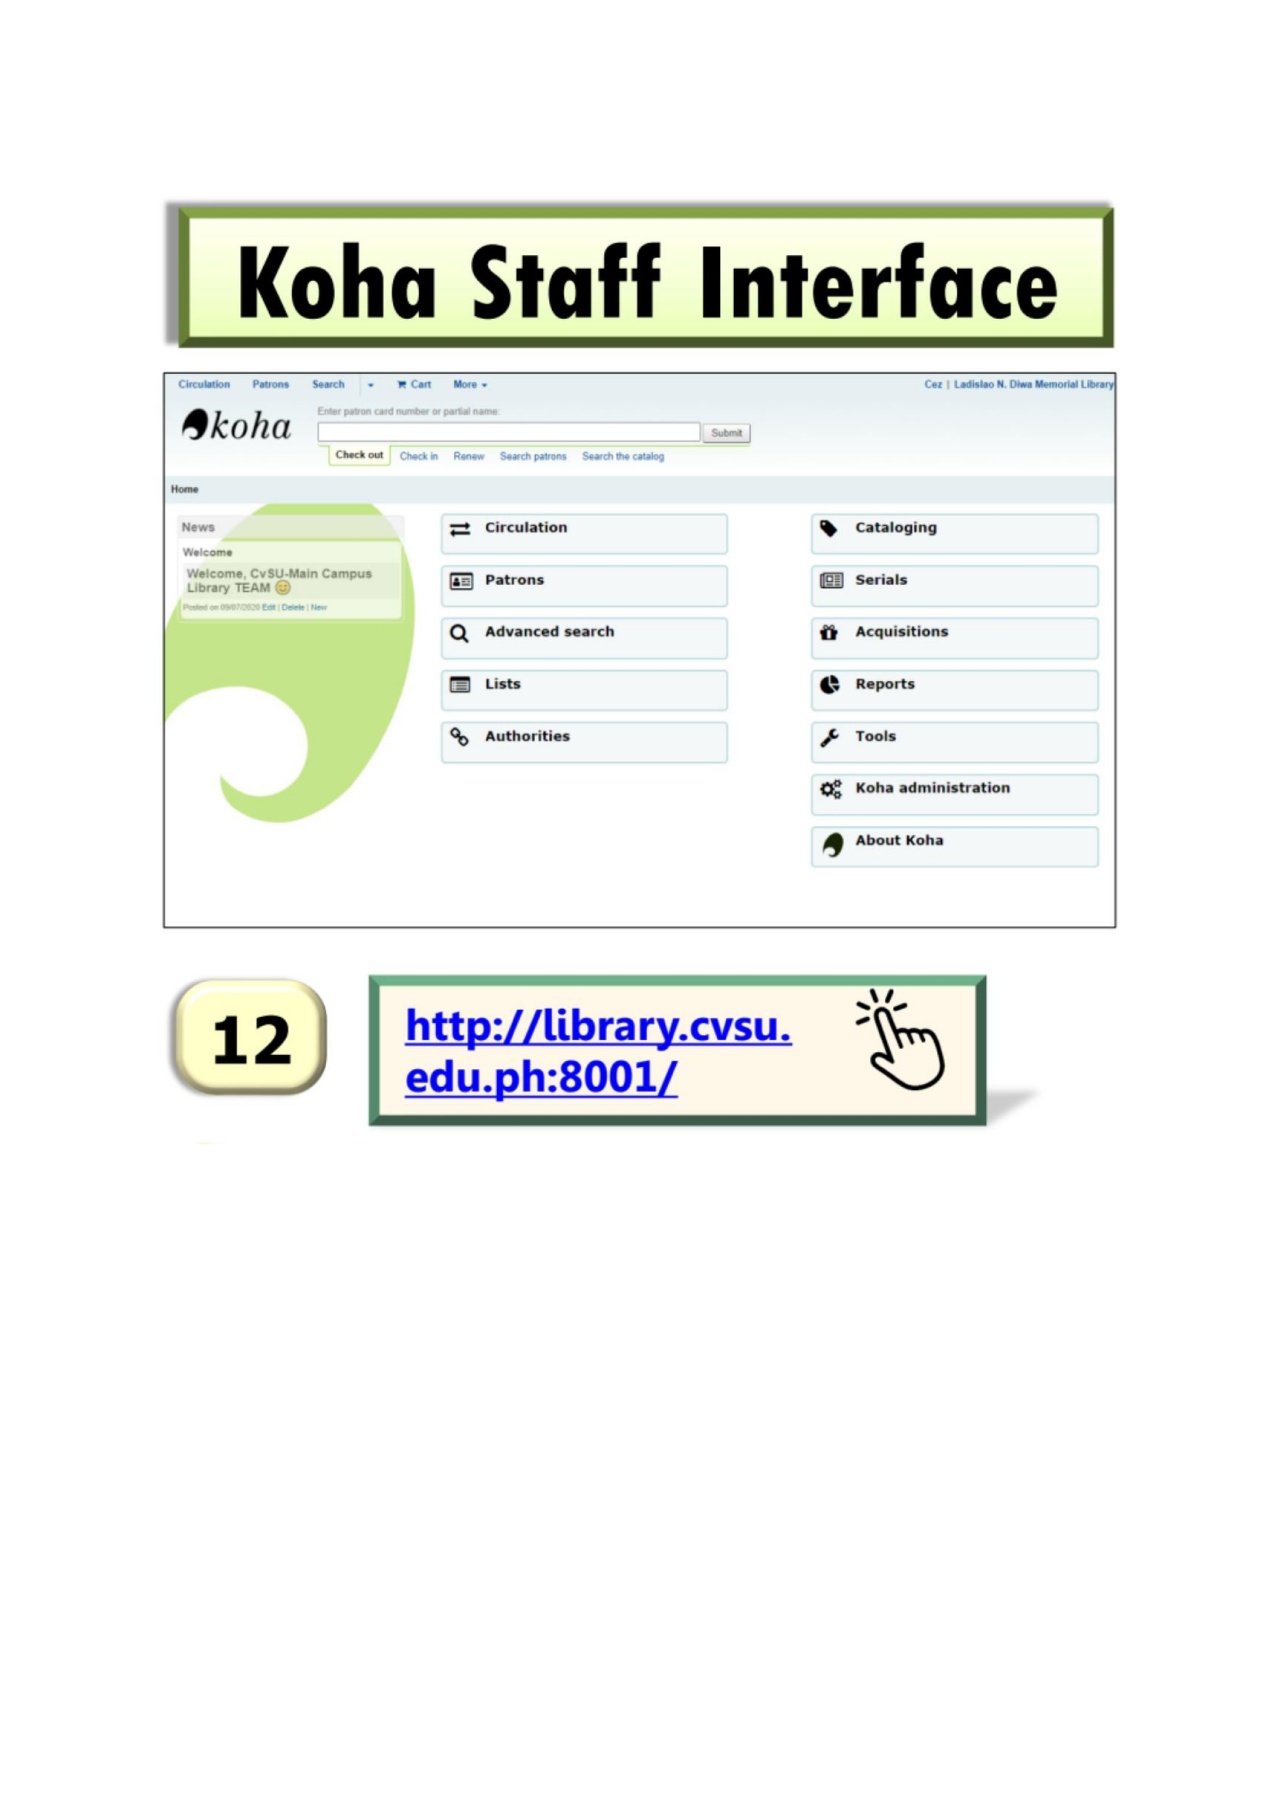 Koha Staff Interface
Circulation Patrons Search Cart More Cez | Ladislao N. Diwa Memorial Library
koha
Enter patron card number or partial name:
Submit
Check out Check in Renew Search patrons Search the catalog
Home
News
Welcome
Welcome, CvSU-Main Campus
Library TEAM 😊
Posted on 09/07/2020 Edit | Delete | New
Circulation
Patrons
Advanced search
Lists
Authorities
Cataloging
Serials
Acquisitions
Reports
Tools
Koha administration
About Koha
12
http://library.cvsu.
edu.ph:8001/